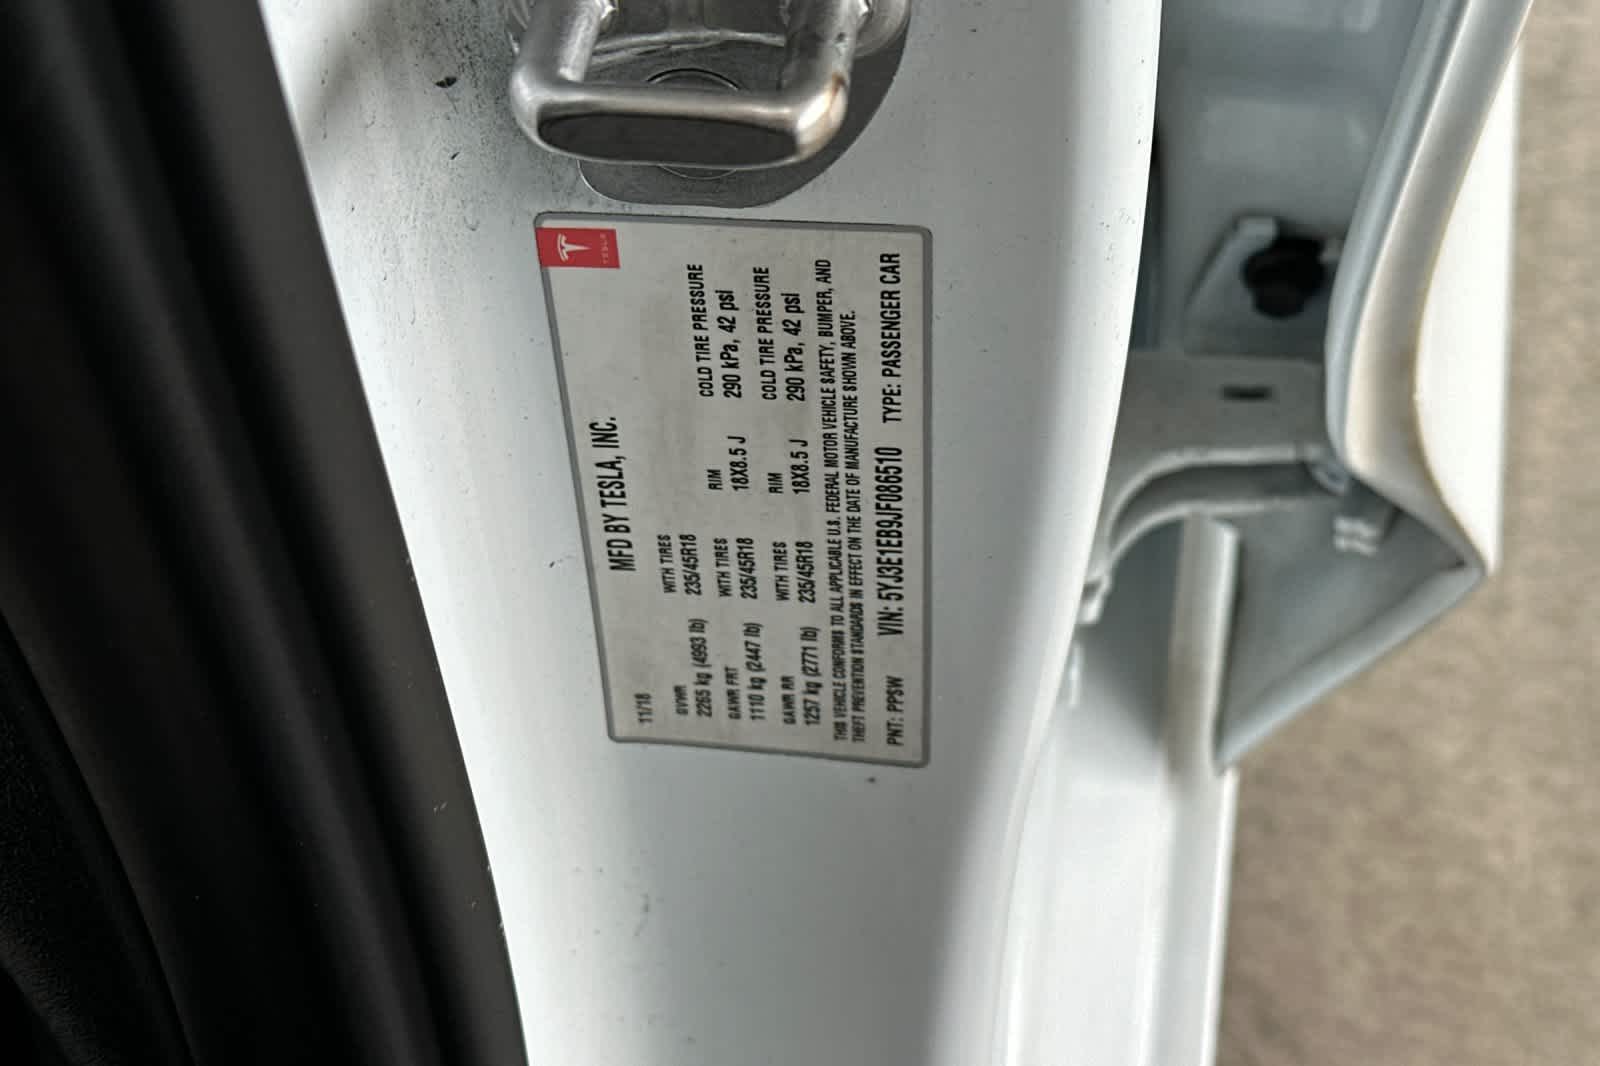 TESLA
MFD BY TESLA, INC.
11/18
GVWR WITH TIRES
2265 kg (4993 lb) 235/45R18
GAWR FRT WITH TIRES RIM COLD TIRE PRESSURE
1110 kg (2447 lb) 235/45R18 18X8.5 J 290 kPa, 42 psi
GAWR RR WITH TIRES RIM COLD TIRE PRESSURE
1257 kg (2771 lb) 235/45R18 18X8.5 J 290 kPa, 42 psi
THIS VEHICLE CONFORMS TO ALL APPLICABLE U.S. FEDERAL MOTOR VEHICLE SAFETY, BUMPER, AND
THEFT PREVENTION STANDARDS IN EFFECT ON THE DATE OF MANUFACTURE SHOWN ABOVE.
PNT: PPSW VIN: 5YJ3E1EB9JF086510 TYPE: PASSENGER CAR